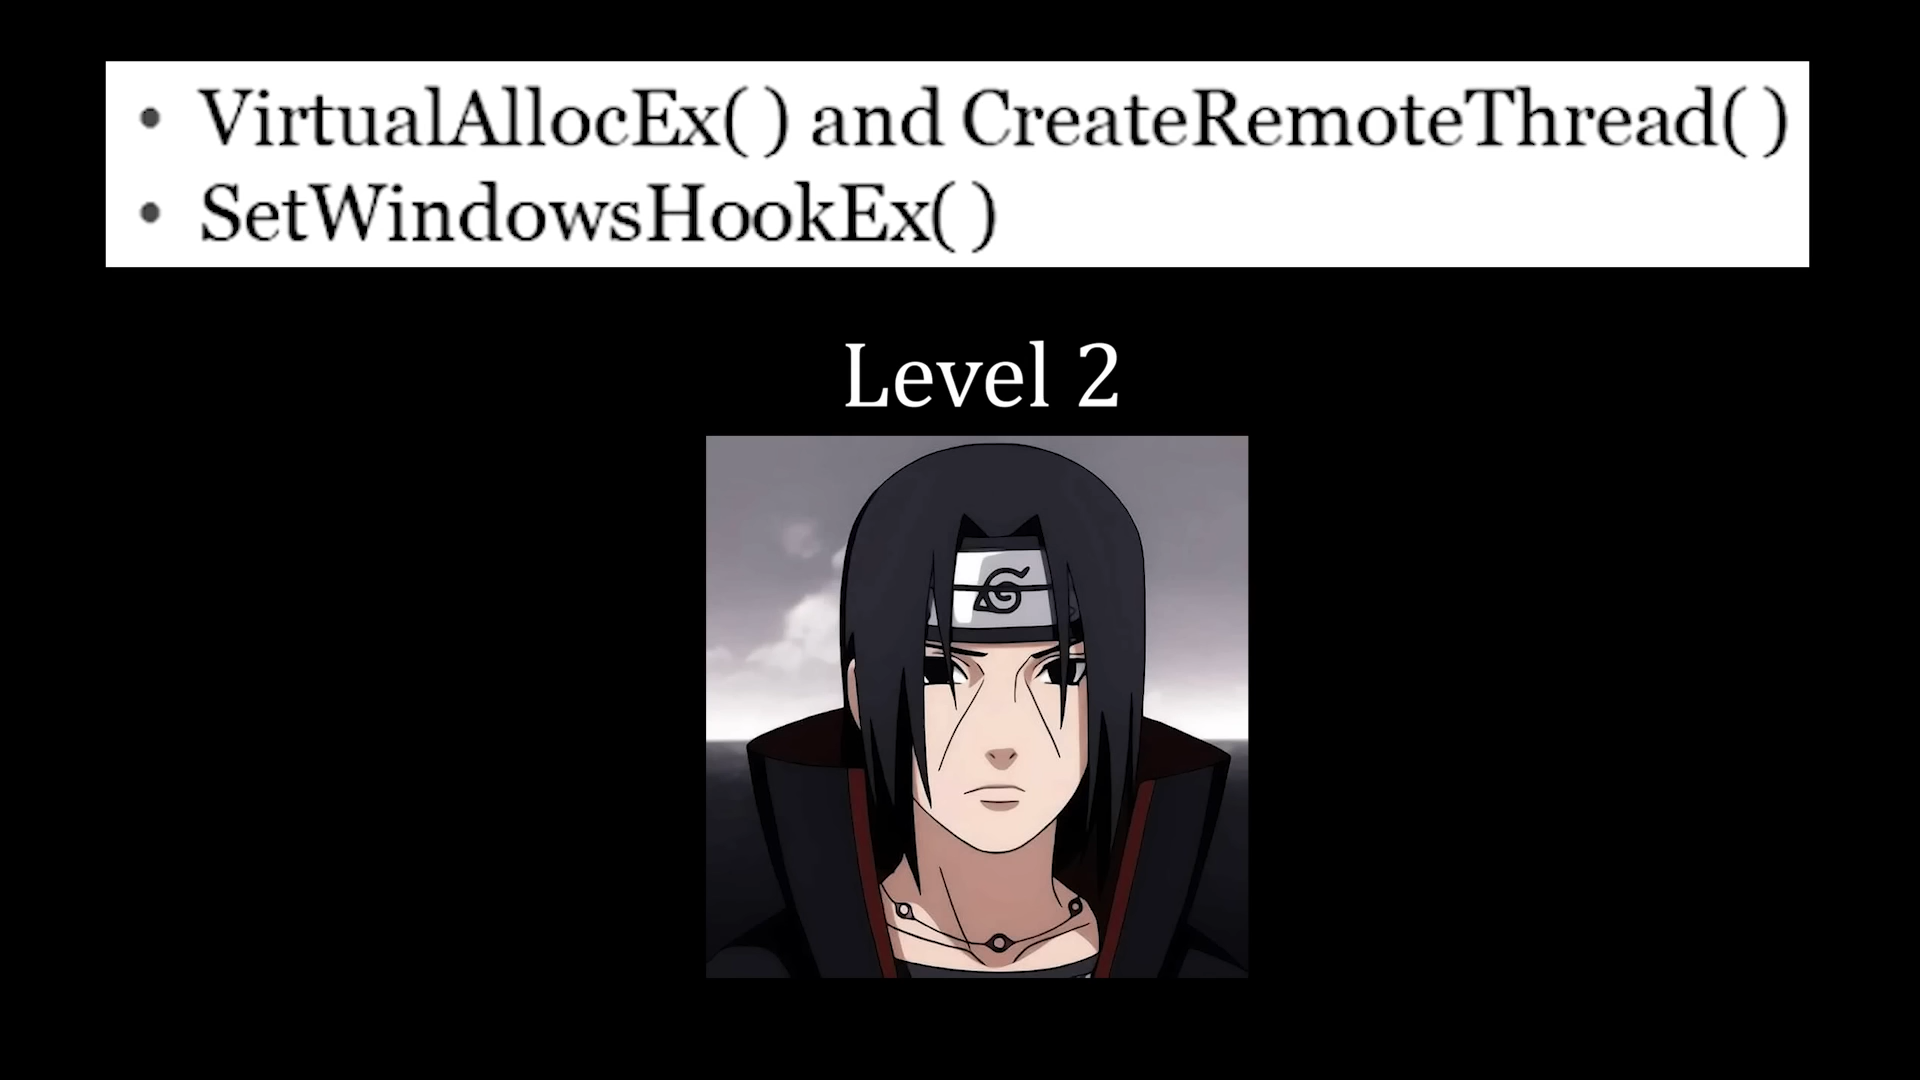 • VirtualAllocEx( ) and CreateRemoteThread( )
• SetWindowsHookEx( )
Level 2